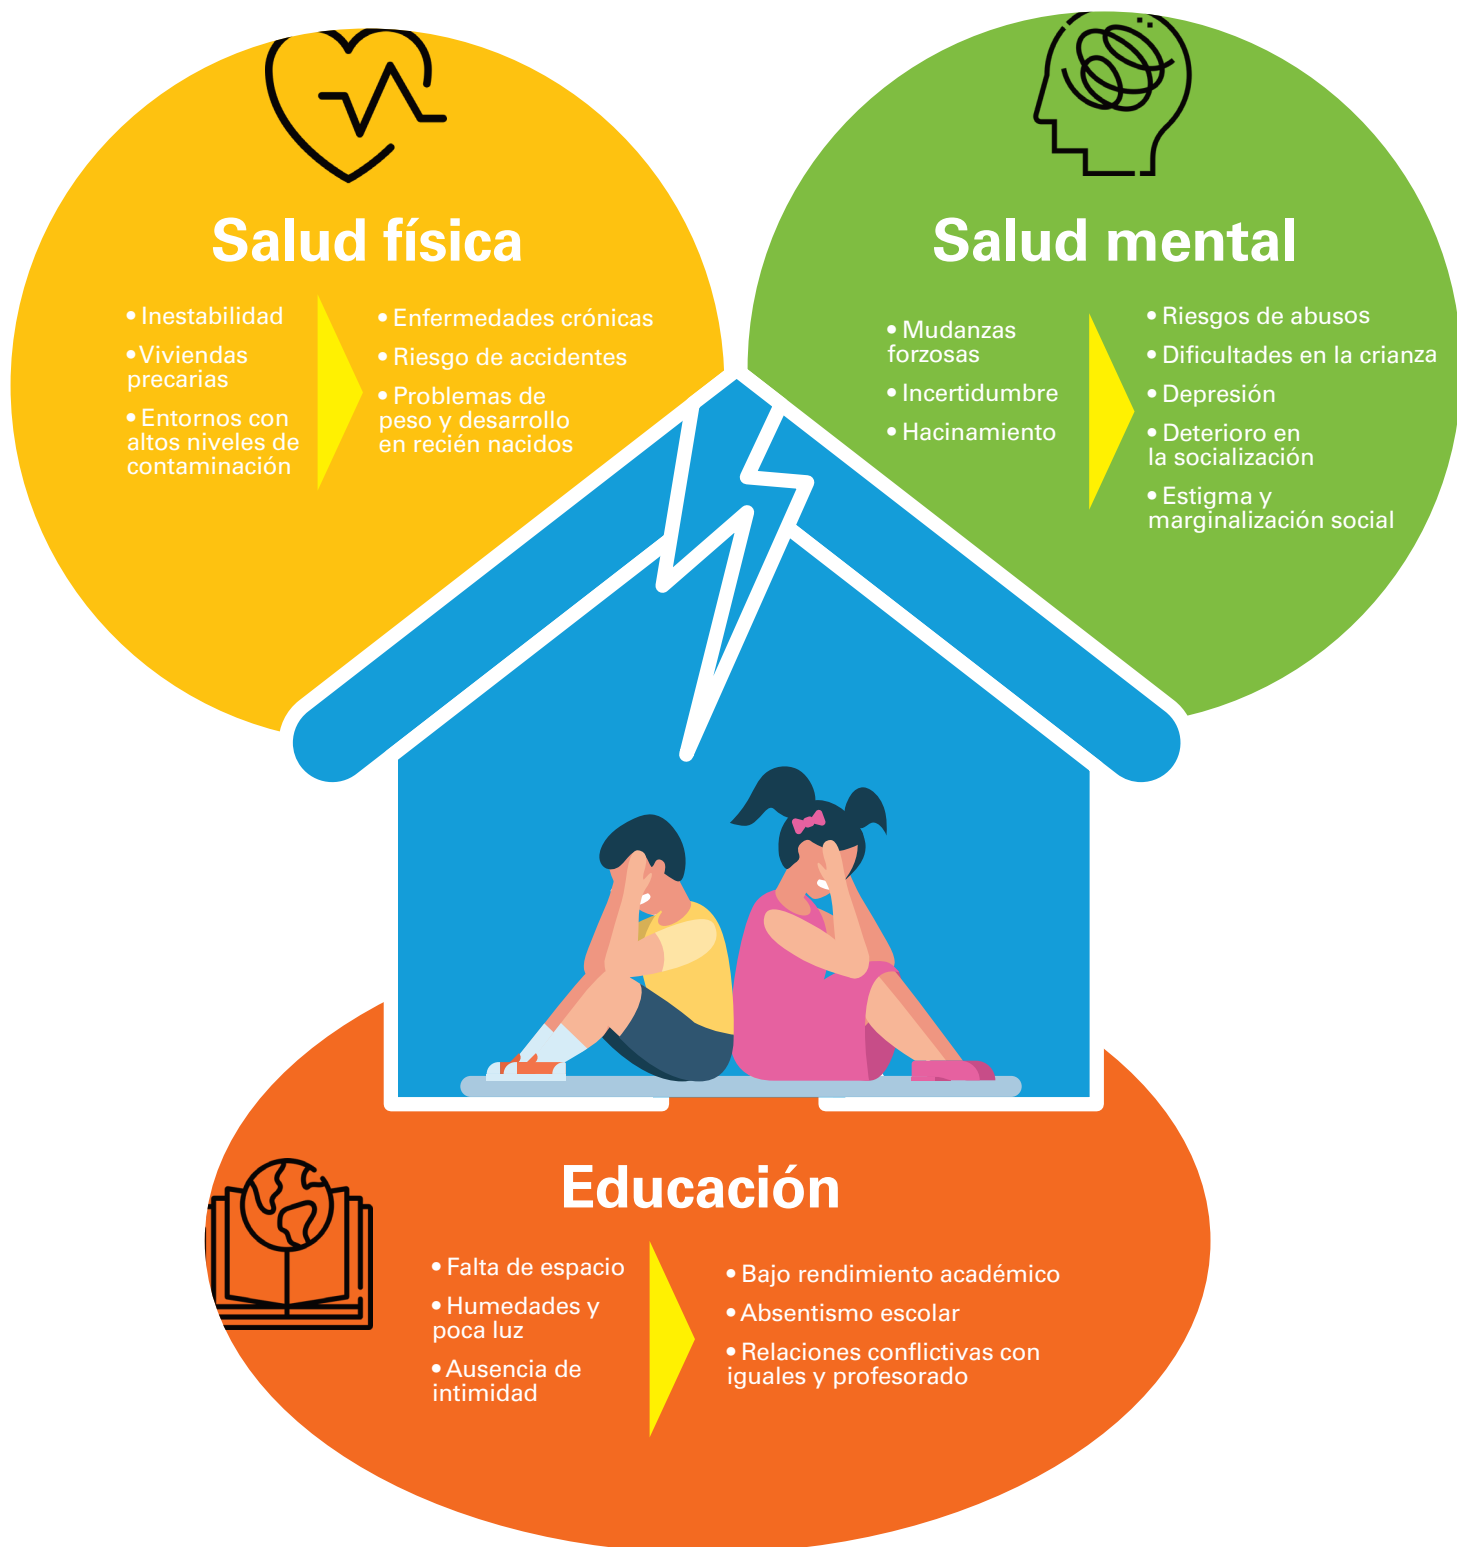 Salud física
• Inestabilidad
• Viviendas
precarias
• Entornos con
altos niveles de
contaminación
• Enfermedades crónicas
• Riesgo de accidentes
• Problemas de
peso y desarrollo
en recién nacidos
Salud mental
• Mudanzas
forzosas
• Incertidumbre
• Hacinamiento
• Riesgos de abusos
• Dificultades en la crianza
• Depresión
• Deterioro en
la socialización
• Estigma y
marginalización social
Educación
• Falta de espacio
• Humedades y
poca luz
• Ausencia de
intimidad
• Bajo rendimiento académico
• Absentismo escolar
• Relaciones conflictivas con
iguales y profesorado